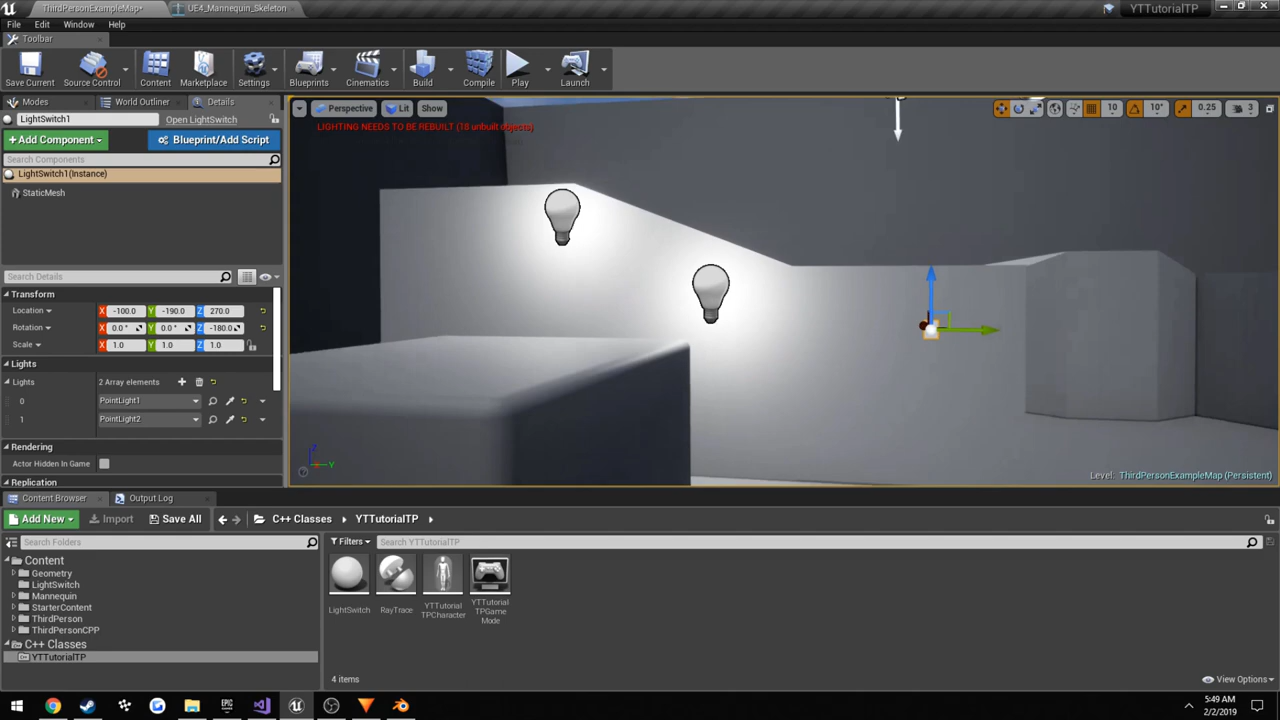 ThirdPersonExampleMap*
UE4_Mannequin_Skeleton
YTTutorialTP
File Edit Window Help
Toolbar
Save Current Source Control Content Marketplace Settings Blueprints Cinematics Build Compile Play Launch
Modes World Outliner Details
LightSwitch1 Open LightSwitch
+Add Component Blueprint/Add Script
Search Components
LightSwitch1(Instance)
StaticMesh
Search Details
Transform
Location X -100.0 Y -190.0 Z 270.0
Rotation X 0.0° Y 0.0° Z -180.0°
Scale X 1.0 Y 1.0 Z 1.0
Lights
Lights 2 Array elements
0 PointLight1
1 PointLight2
Rendering
Actor Hidden In Game
Replication
Perspective Lit Show
10 10° 0.25 3
LIGHTING NEEDS TO BE REBUILT (18 unbuilt objects)
Z
Y
Level: ThirdPersonExampleMap (Persistent)
Content Browser Output Log
Add New Import Save All C++ Classes YTTutorialTP
Search Folders
Content
Geometry
LightSwitch
Mannequin
StarterContent
ThirdPerson
ThirdPersonCPP
C++ Classes
YTTutorialTP
Filters Search YTTutorialTP
LightSwitch
RayTrace
YTTutorial
TPCharacter
YTTutorial
TPGame
Mode
4 items
View Options
5:49 AM
2/2/2019